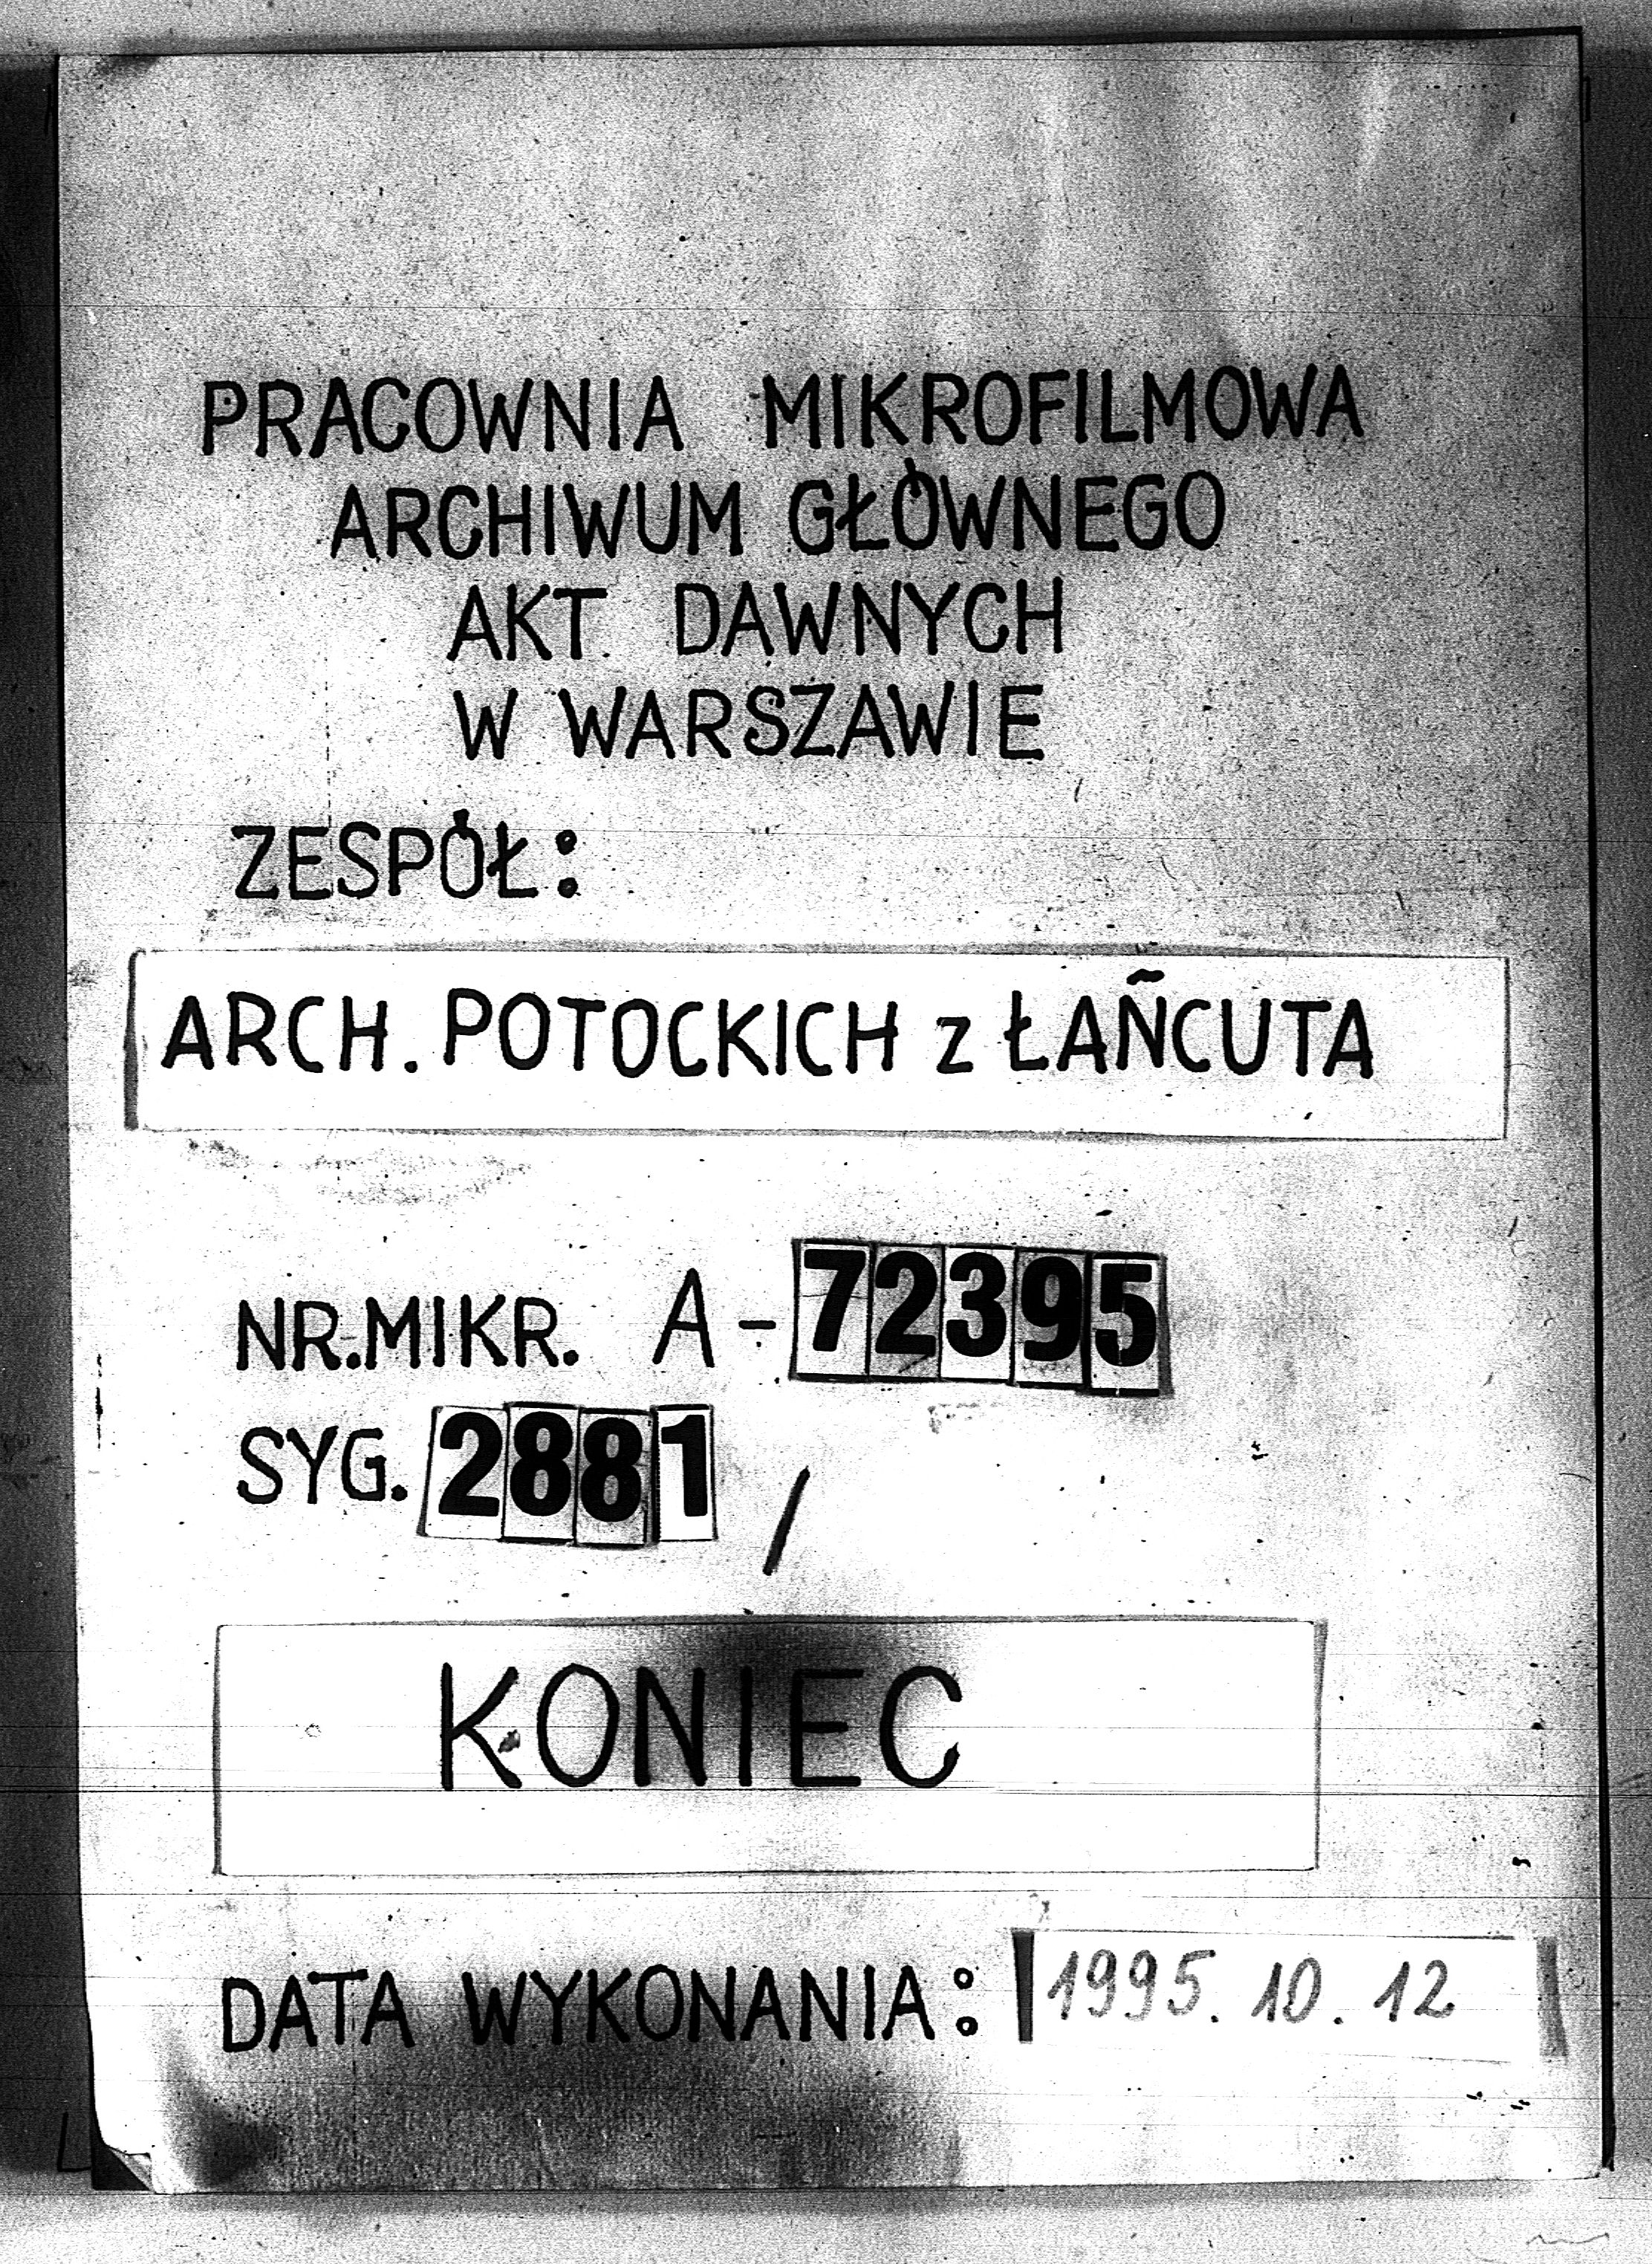 PRACOWNIA MIKROFILMOWA
ARCHIWUM GŁÓWNEGO
AKT DAWNYCH
W WARSZAWIE
ZESPÓŁ:
ARCH. POTOCKICH z ŁAŃCUTA
NR.MIKR. A-72395
SYG. 2881 /
KONIEC
DATA WYKONANIA: 1995.10.12